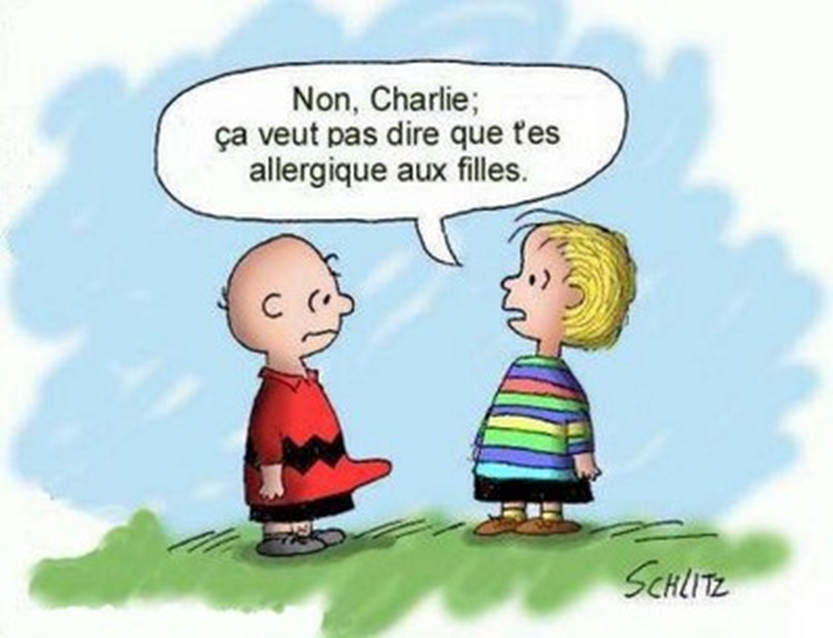 Non, Charlie;
ça veut pas dire que t'es
allergique aux filles.
SCHLITZ